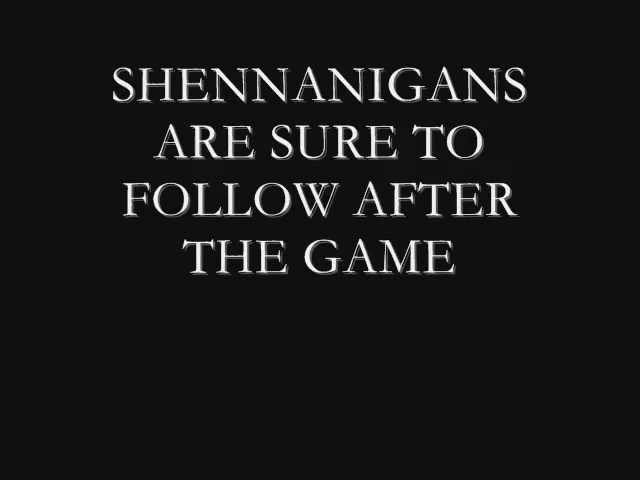 SHENNANIGANS
ARE SURE TO
FOLLOW AFTER
THE GAME